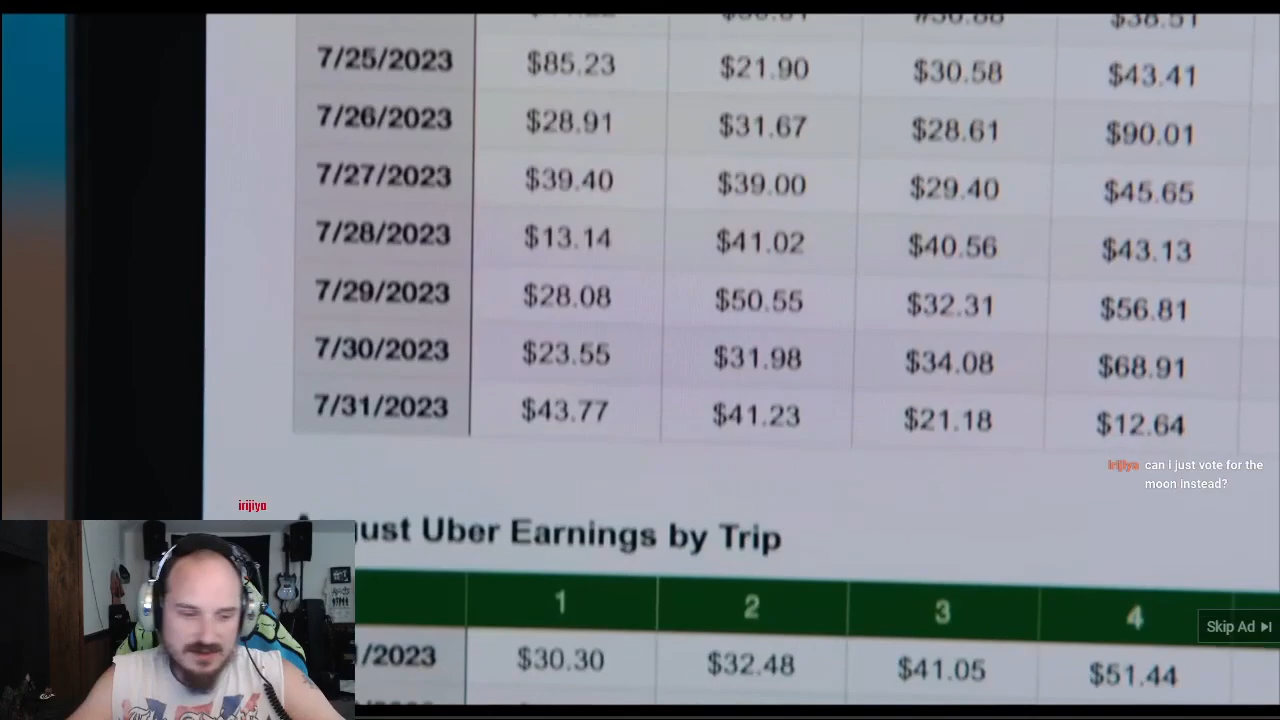 $38.51
7/25/2023 $85.23 $21.90 $30.58 $43.41
7/26/2023 $28.91 $31.67 $28.61 $90.01
7/27/2023 $39.40 $39.00 $29.40 $45.65
7/28/2023 $13.14 $41.02 $40.56 $43.13
7/29/2023 $28.08 $50.55 $32.31 $56.81
7/30/2023 $23.55 $31.98 $34.08 $68.91
7/31/2023 $43.77 $41.23 $21.18 $12.64
irijiya can i just vote for the
moon instead?
irijiya
ust Uber Earnings by Trip
1 2 3 4
Skip Ad
/2023 $30.30 $32.48 $41.05 $51.44